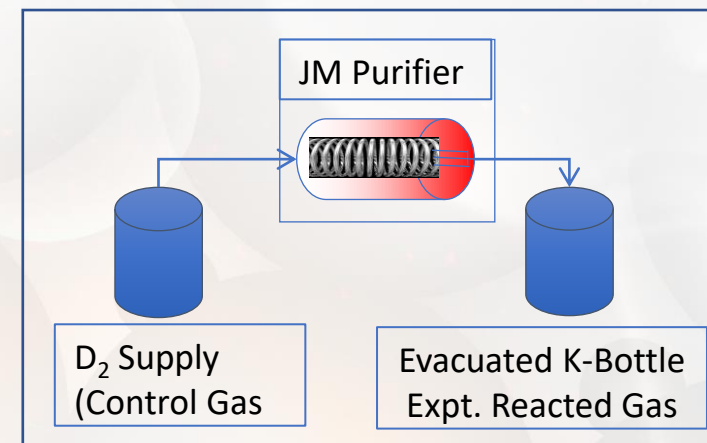 JM Purifier
D₂ Supply
(Control Gas
Evacuated K-Bottle
Expt. Reacted Gas